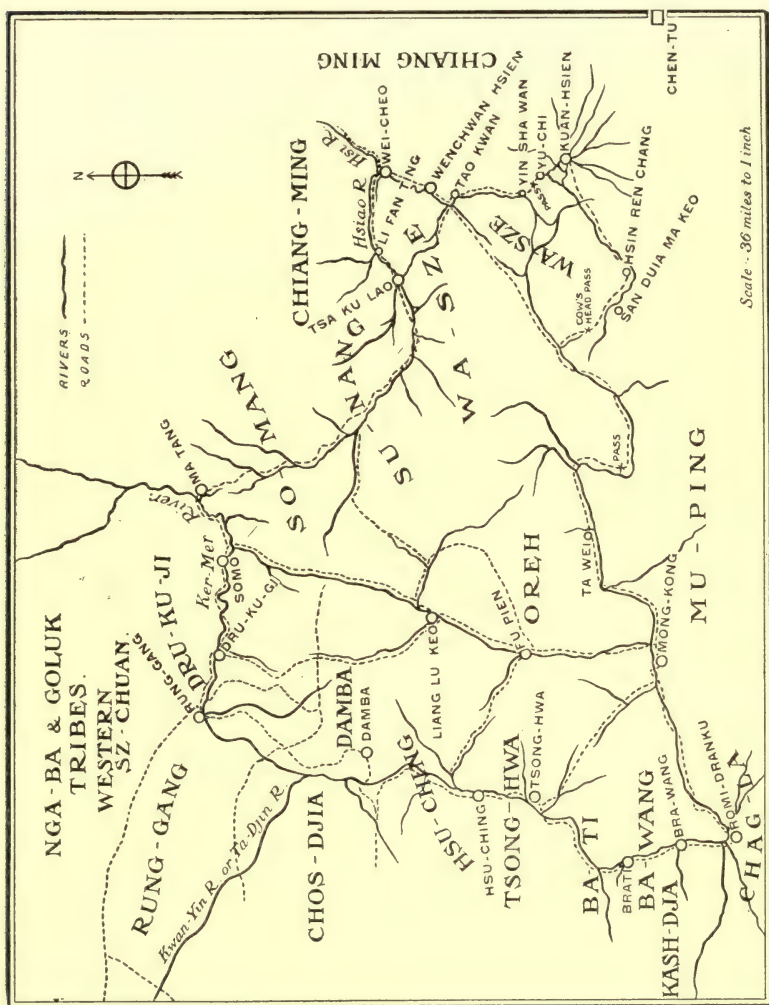 NGA-BA & GOLUK
TRIBES.
WESTERN
SZ-CHUAN.
N
RIVERS
ROADS
RUNG-GANG
Kwan-Yin R. or Ta-Djin R
RUNG-GANG
DRU-KU-JI
DRU-KU-GJI
Ker-Mer
River
SOMO
MA TANG
SO MANG
CHIANG-MING
CHIANG MING
Hsiao R
Hsi R.
WEI-CHEO
LI FAN TING
WENCHWAN HSIEN
TAO KWAN
TSA KU LAO
NANG
WA-SZE
SU
WA-SZE
YIN SHA WAN
PASS
YU-CHI
KUAN-HSIEN
CHEN-TU
COW'S
HEAD PASS
HSIN REN CHANG
SAN DUIA MA KEO
CHOS-DJIA
DAMBA
DAMBA
HSU-CHING
HSU-CHING
LIANG LU KEO
TSONG-HWA
TSONG-HWA
FU PIEN
OREH
TA WEI
PASS
BA-TI
BRATI
BA-WANG
BRA-WANG
KASH-DJA
MONG-KONG
MU-PING
ROMI-DRANKU
CHAG-DA
Scale - 36 miles to 1 inch